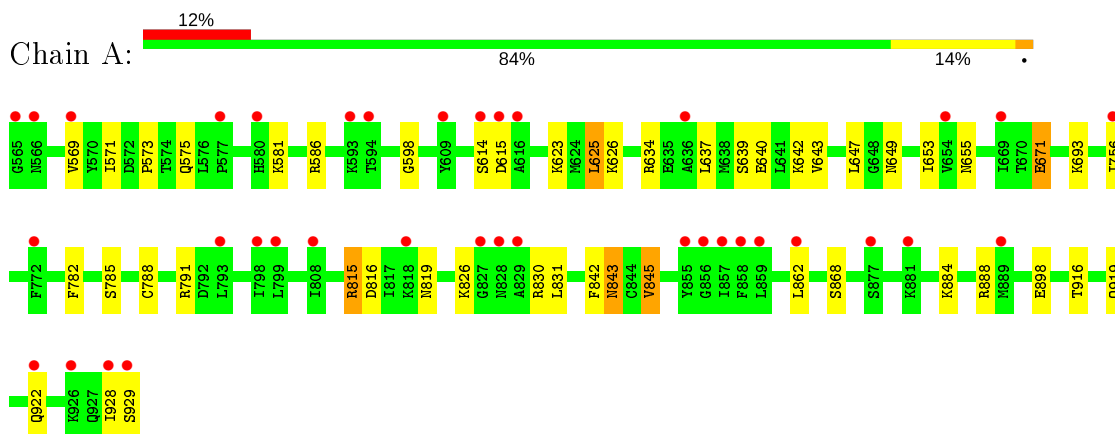 12%
Chain A:
84%
14%
G565 N566 V569 Y570 I571 D572 P573 T574 Q575 L576 P577 H580 K581 R586 K593 T594 G598 Y609 S614 D615 A616 K623 M624 L625 K626 R634 E635 A636 L637 M638 S639 E640 L641 K642 V643 L647 G648 N649 I653 V654 N655 I669 T670 E671 K693
F772 F782 S785 C788 R791 D792 L793 I798 L799 I808 R815 D816 I817 K818 N819 K826 G827 N828 A829 R830 L831 F842 N843 C844 V845 Y855 G856 I857 F858 L859 L862 S868 S877 K881 K884 R888 M889 E898 T916
Q922 K926 Q927 I928 S929